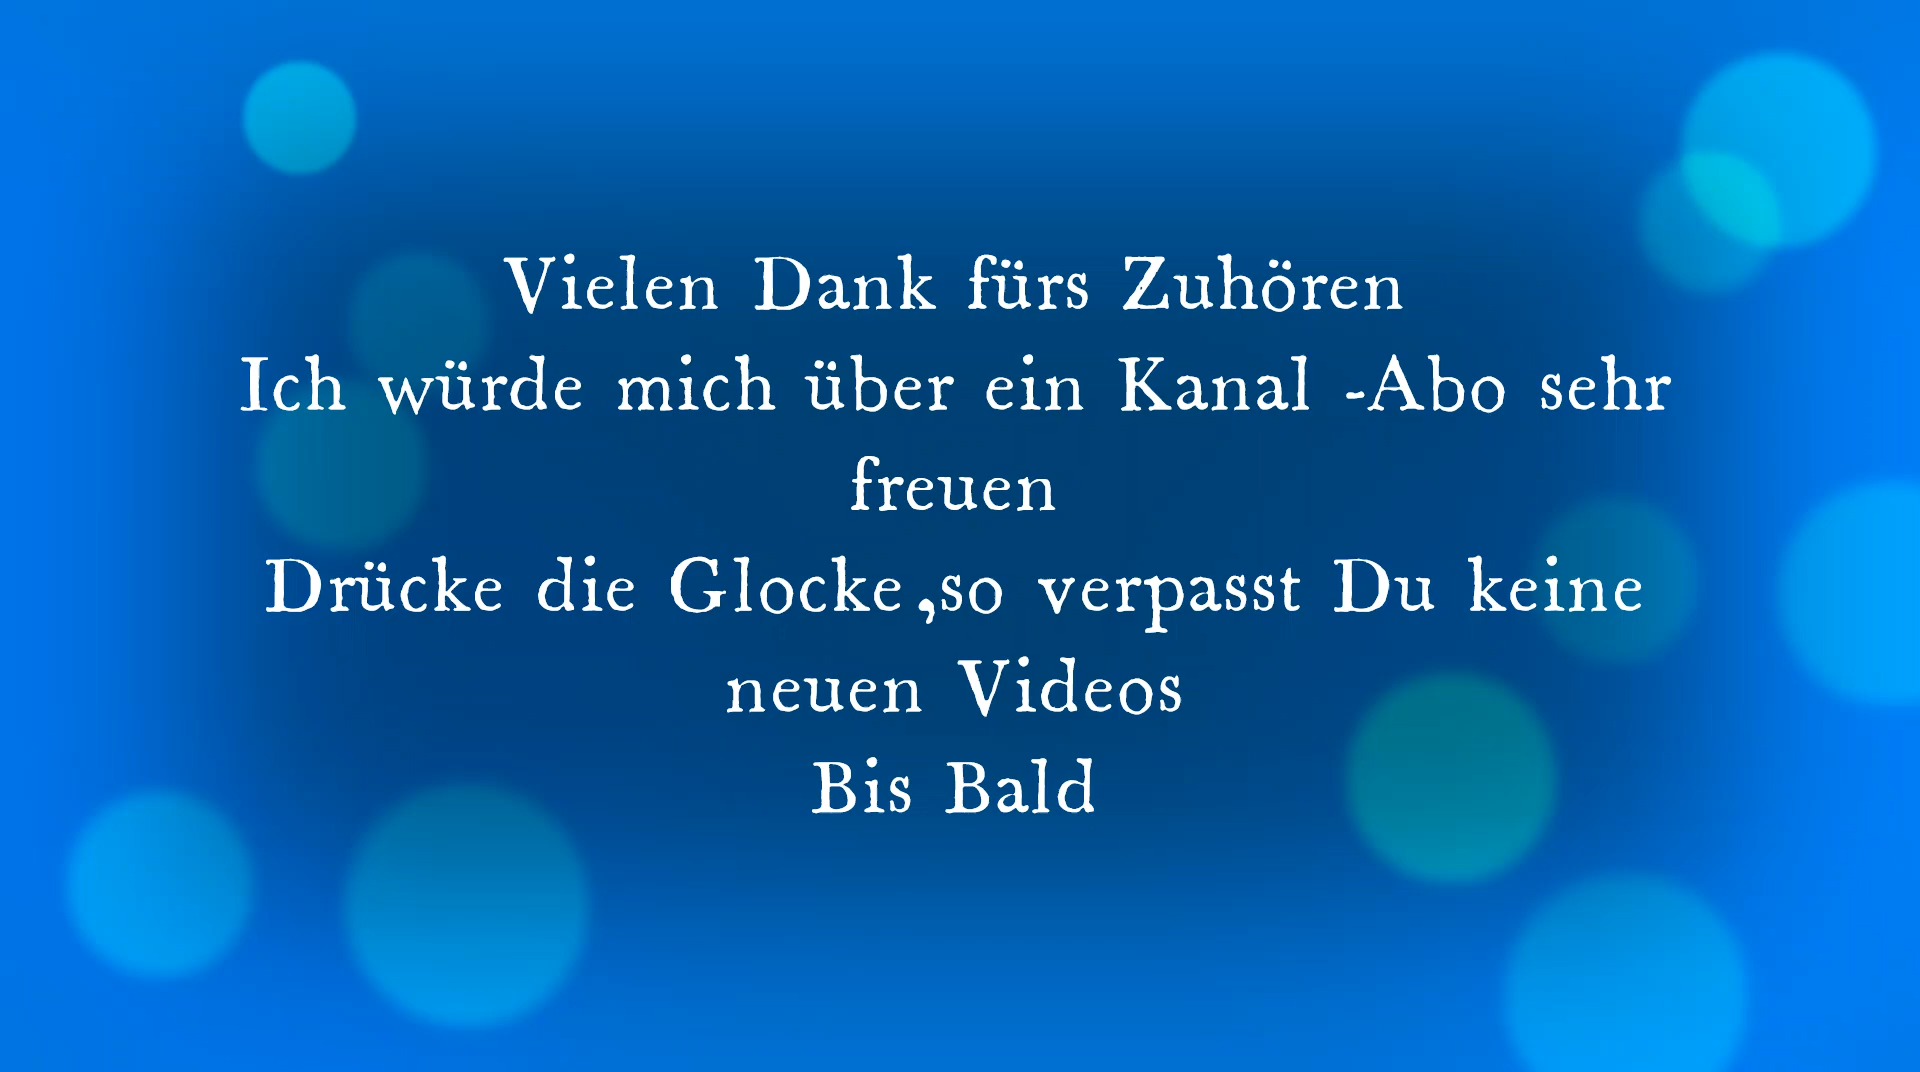 Vielen Dank fürs Zuhören
Ich würde mich über ein Kanal -Abo sehr
freuen
Drücke die Glocke ,so verpasst Du keine
neuen Videos
Bis Bald